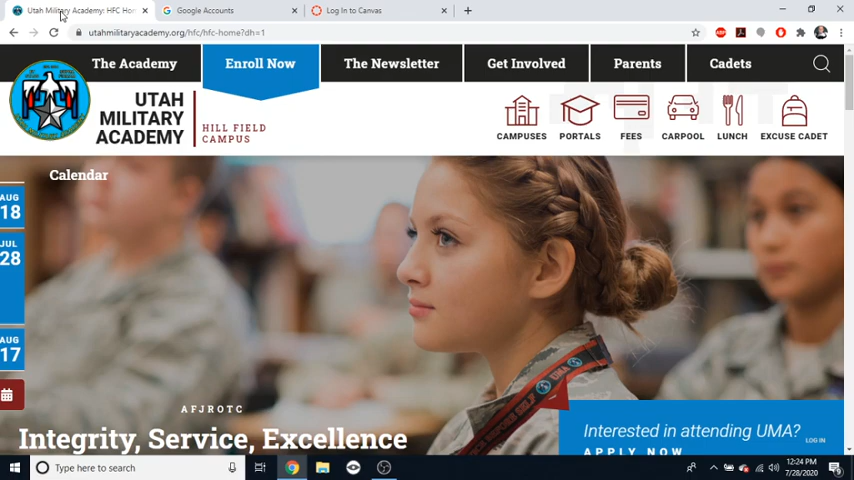 Utah Military Academy: HFC Ho
Google Accounts
Log In to Canvas
utahmilitaryacademy.org/hfc/hfc-home?dh=1
The Academy
Enroll Now
The Newsletter
Get Involved
Parents
Cadets
UTAH
MILITARY
ACADEMY
HILL FIELD
CAMPUS
CAMPUSES
PORTALS
FEES
CARPOOL
LUNCH
EXCUSE CADET
Calendar
AUG
18
JUL
28
AUG
17
AFJROTC
Integrity, Service, Excellence
UMA
Interested in attending UMA?
APPLY NOW
LOG IN
Type here to search
12:24 PM
7/28/2020